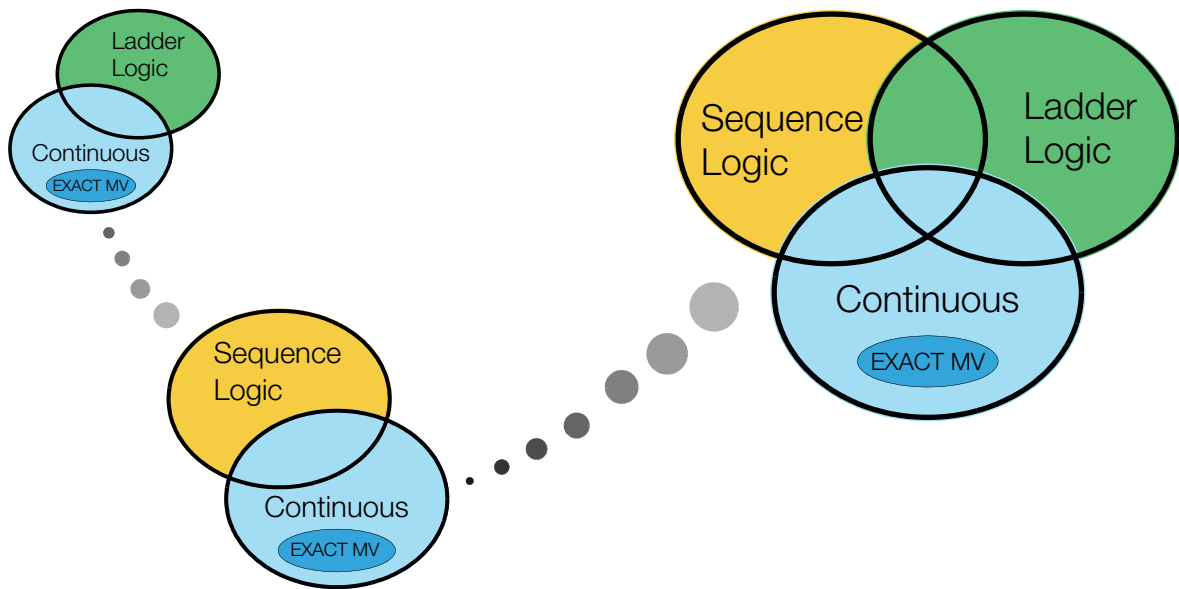 Ladder
Logic
Continuous
EXACT MV
Sequence
Logic
Continuous
EXACT MV
Sequence
Logic
Ladder
Logic
Continuous
EXACT MV